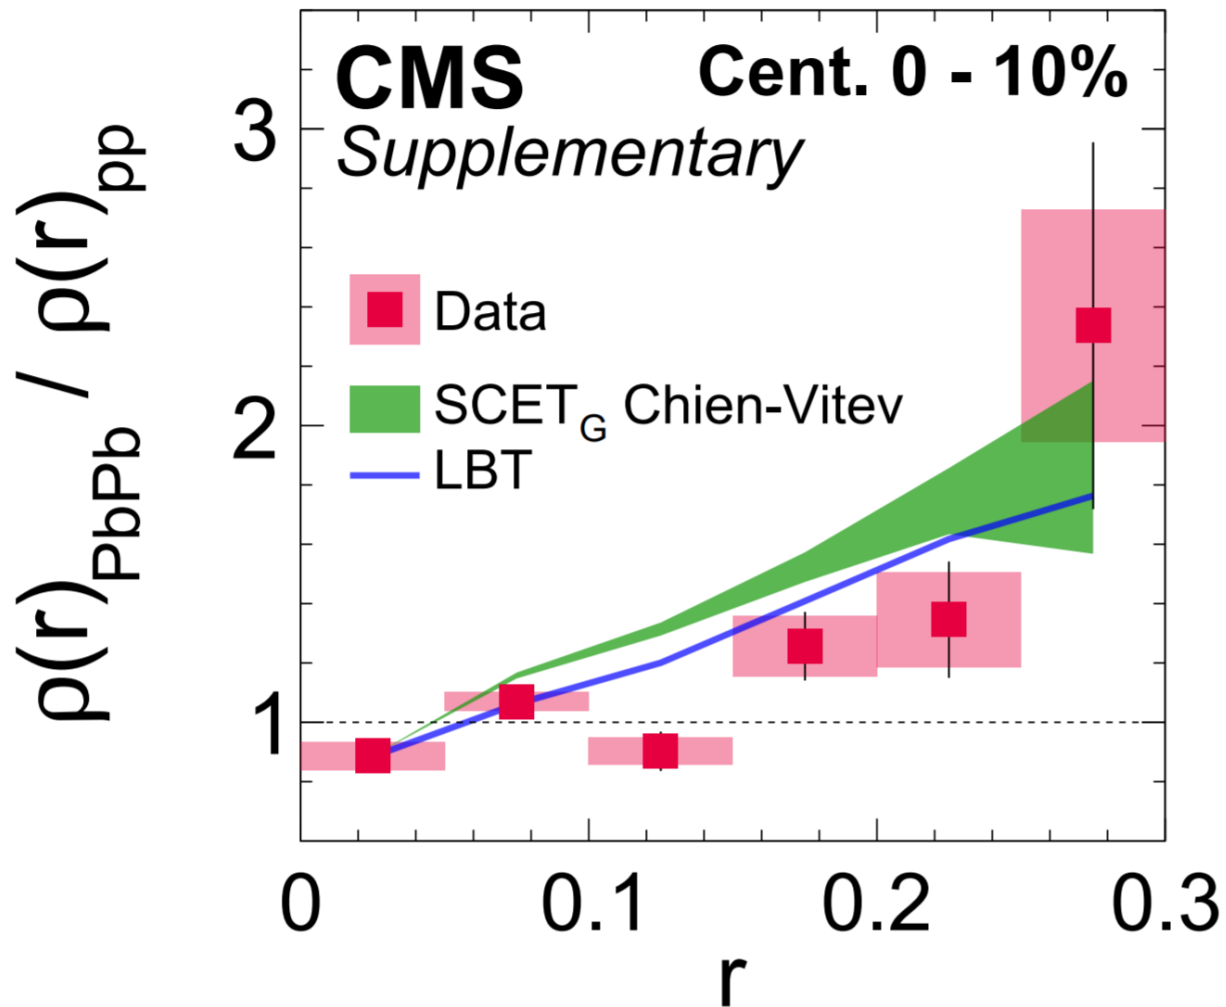 CMS
Cent. 0 - 10%
Supplementary
Data
SCET_G Chien-Vitev
LBT
ρ(r)_PbPb / ρ(r)_pp
3
2
1
0 0.1 0.2 0.3
r